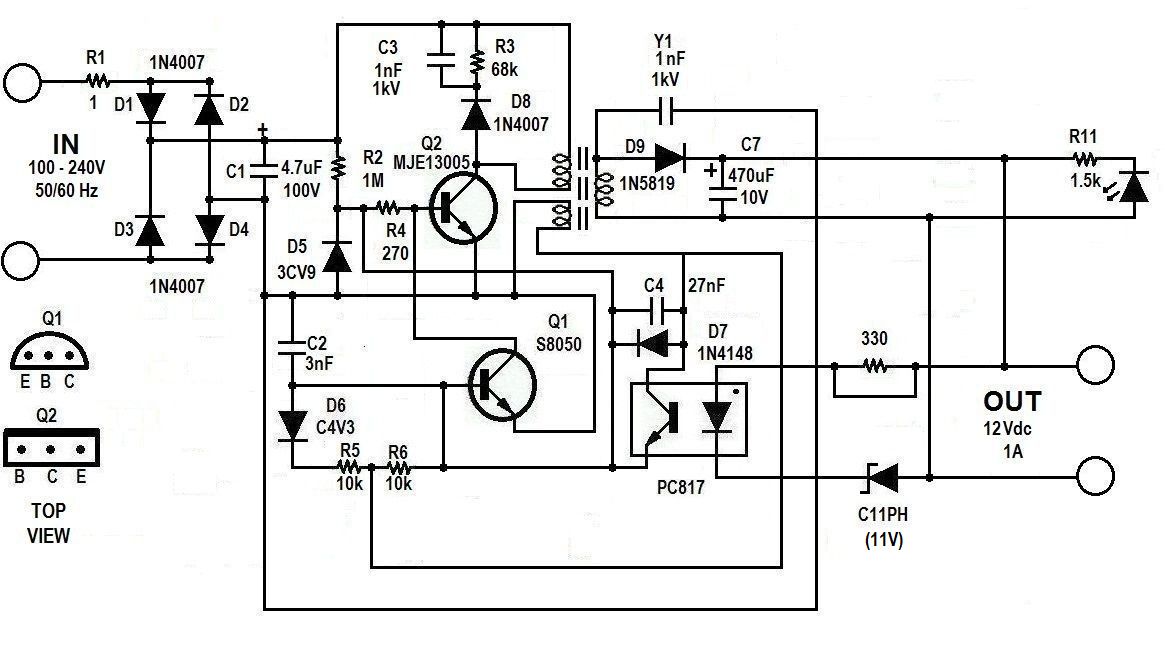 R1
1
1N4007
D1
D2
IN
100 - 240V
50/60 Hz
+
C1
4.7uF
100V
D3
D4
1N4007
C3
1nF
1kV
R3
68k
D8
1N4007
R2
1M
Q2
MJE13005
R4
270
D5
3CV9
Y1
1nF
1kV
D9
1N5819
+
C7
470uF
10V
R11
1.5k
Q1
E B C
Q2
B C E
TOP
VIEW
C2
3nF
D6
C4V3
R5
10k
R6
10k
Q1
S8050
C4
27nF
D7
1N4148
PC817
330
OUT
12Vdc
1A
C11PH
(11V)